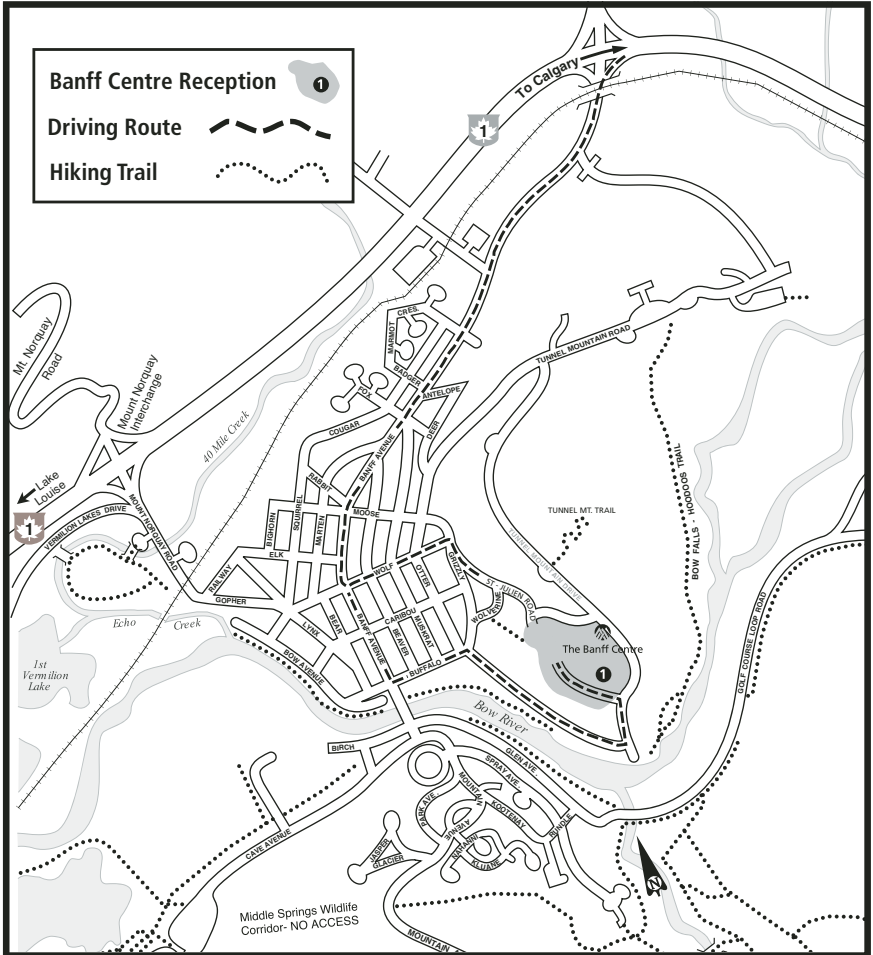 Banff Centre Reception
1
Driving Route
Hiking Trail
To Calgary
1
Mt. Norquay
Road
Mount Norquay
Interchange
40 Mile Creek
Lake
Louise
1
VERMILION LAKES DRIVE
MOUNT NORQUAY ROAD
MARMOT
CRES.
BADGER
FOX
ANTELOPE
COUGAR
DEER
BANFF AVENUE
RABBIT
SQUIRREL
BIGHORN
MARTEN
MOOSE
ELK
RAILWAY
GOPHER
WOLF
OTTER
GRIZZLY
LYNX
BEAR
BANFF AVENUE
CARIBOU
BEAVER
MUSKRAT
WOLVERINE
ST-JULIEN ROAD
BOW AVENUE
BUFFALO
TUNNEL MOUNTAIN ROAD
TUNNEL MT. TRAIL
TUNNEL MOUNTAIN DRIVE
BOW FALLS - HOODOOS TRAIL
GOLF COURSE LOOP ROAD
The Banff Centre
1
Echo
Creek
1st
Vermilion
Lake
Bow River
BIRCH
GLEN AVE.
SPRAY AVE.
MOUNTAIN
AVENUE
PARK AVE.
KOOTENAY
RUNDLE
NAHANNI
KLUANE
JASPER
GLACIER
CAVE AVENUE
N
Middle Springs Wildlife
Corridor- NO ACCESS
MOUNTAIN